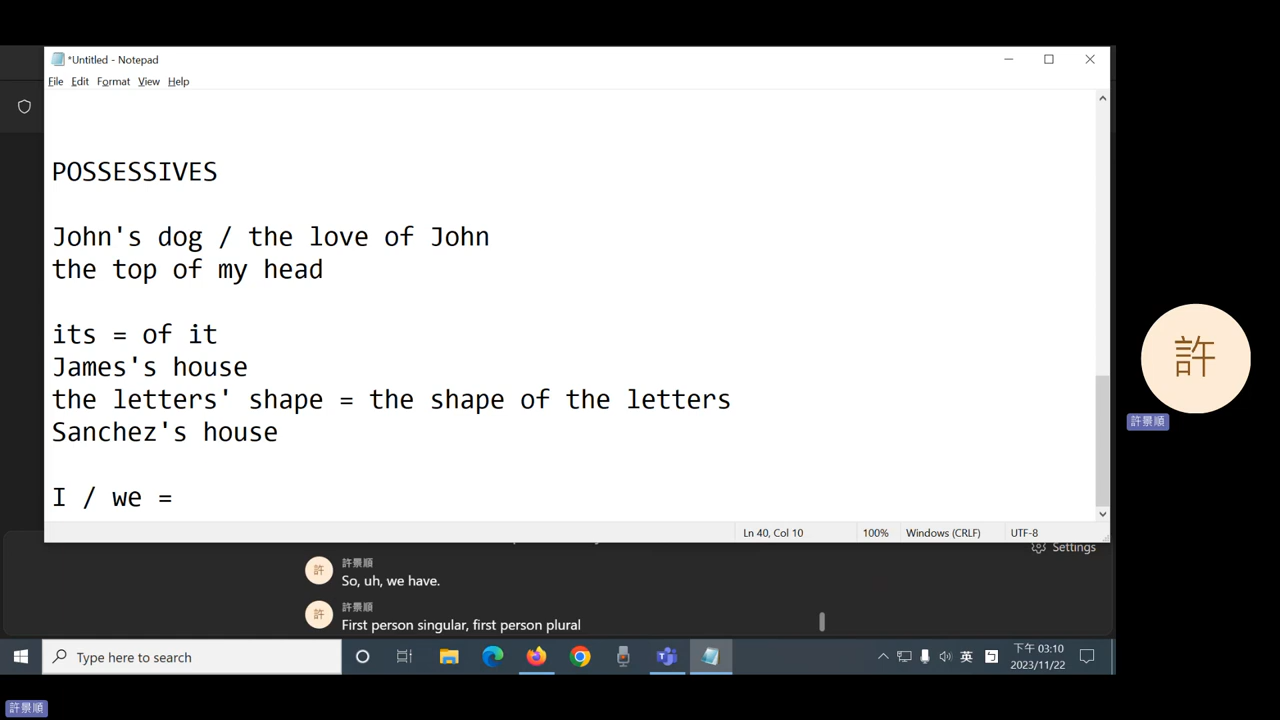 *Untitled - Notepad
File Edit Format View Help
POSSESSIVES
John's dog / the love of John
the top of my head
its = of it
James's house
the letters' shape = the shape of the letters
Sanchez's house
I / we =
Ln 40, Col 10 100% Windows (CRLF) UTF-8
Settings
許 許景順
So, uh, we have.
許 許景順
First person singular, first person plural
Type here to search
英
下午 03:10
2023/11/22
許
許景順
許景順